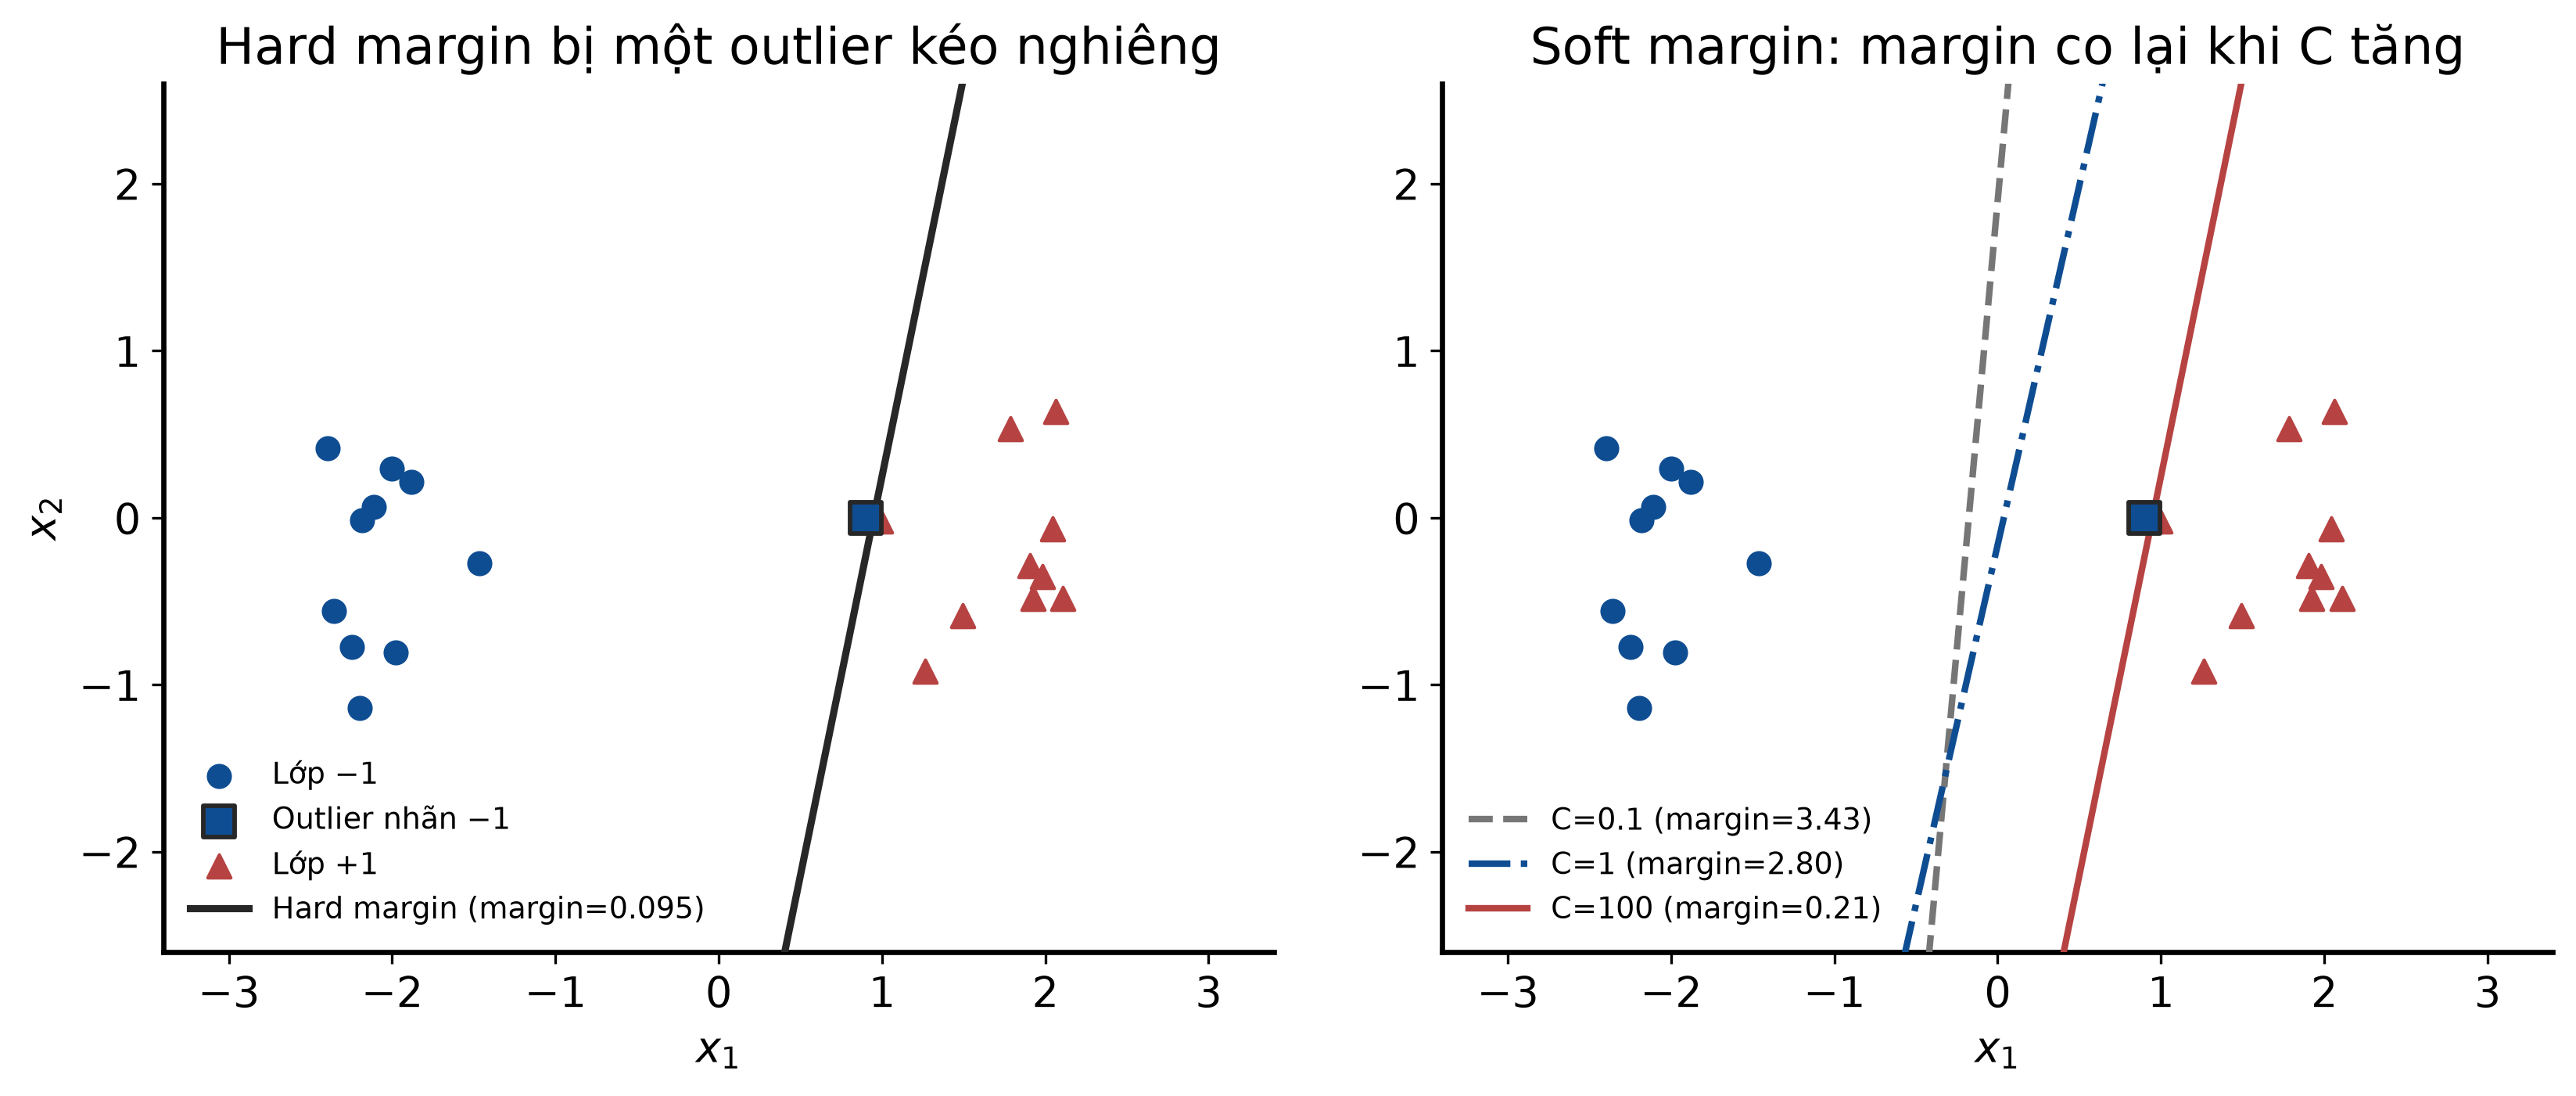 Hard margin bị một outlier kéo nghiêng
x₂
2
1
0
−1
−2
Lớp −1
Outlier nhãn −1
Lớp +1
Hard margin (margin=0.095)
−3
−2
−1
0
1
2
3
x₁
Soft margin: margin co lại khi C tăng
2
1
0
−1
−2
C=0.1 (margin=3.43)
C=1 (margin=2.80)
C=100 (margin=0.21)
−3
−2
−1
0
1
2
3
x₁